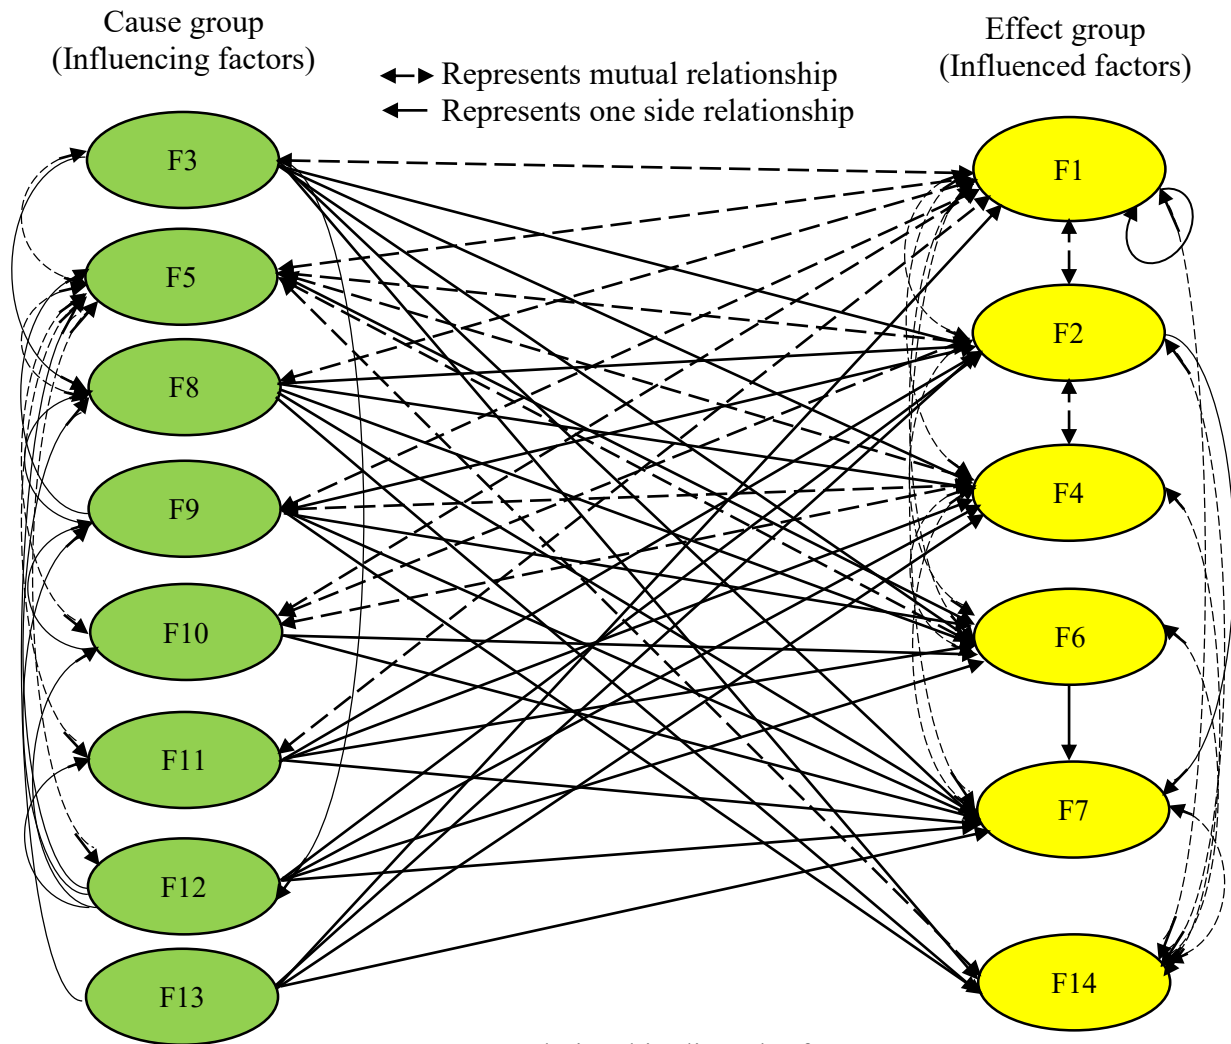 Cause group
(Influencing factors)
Effect group
(Influenced factors)
Represents mutual relationship
Represents one side relationship
F3
F5
F8
F9
F10
F11
F12
F13
F1
F2
F4
F6
F7
F14